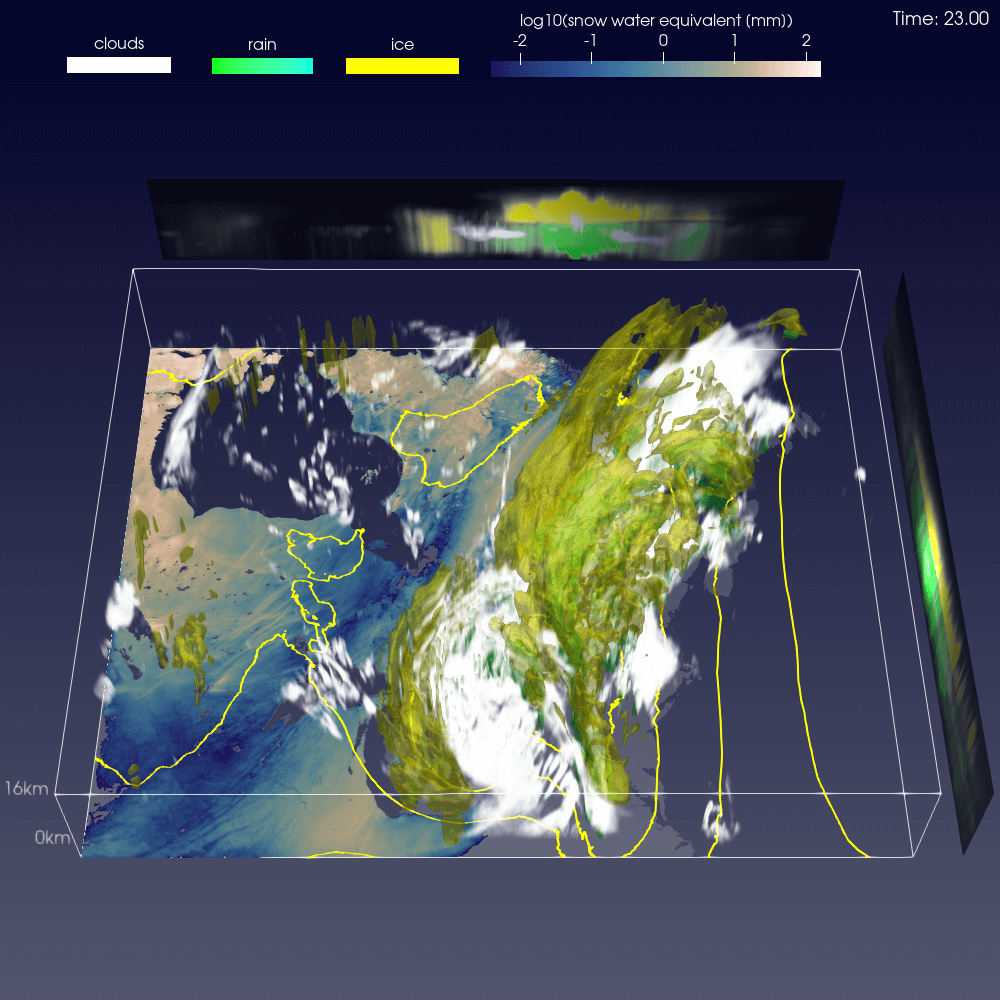 log10(snow water equivalent (mm))
Time: 23.00
clouds
rain
ice
-2 -1 0 1 2
16km
0km